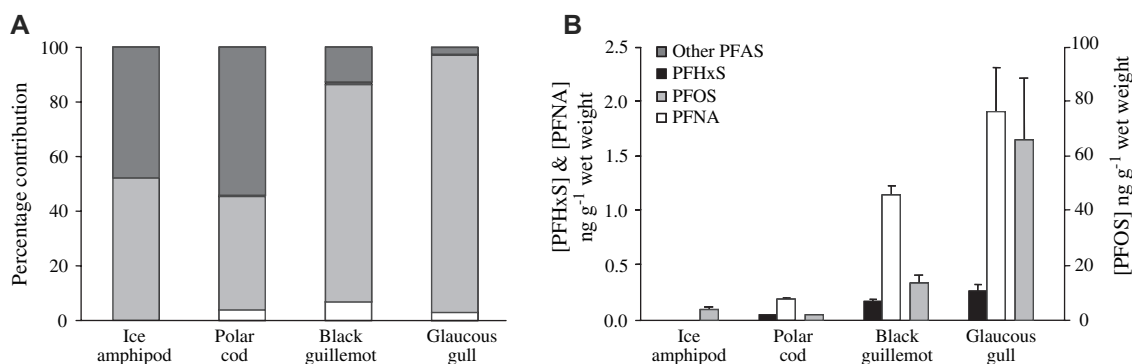 A
Percentage contribution
100
80
60
40
20
0
Ice
amphipod
Polar
cod
Black
guillemot
Glaucous
gull
B
[PFHxS] & [PFNA]
ng g-1 wet weight
2.5
2.0
1.5
1.0
0.5
0.0
Other PFAS
PFHxS
PFOS
PFNA
Ice
amphipod
Polar
cod
Black
guillemot
Glaucous
gull
100
80
60
40
20
0
[PFOS] ng g-1 wet weight